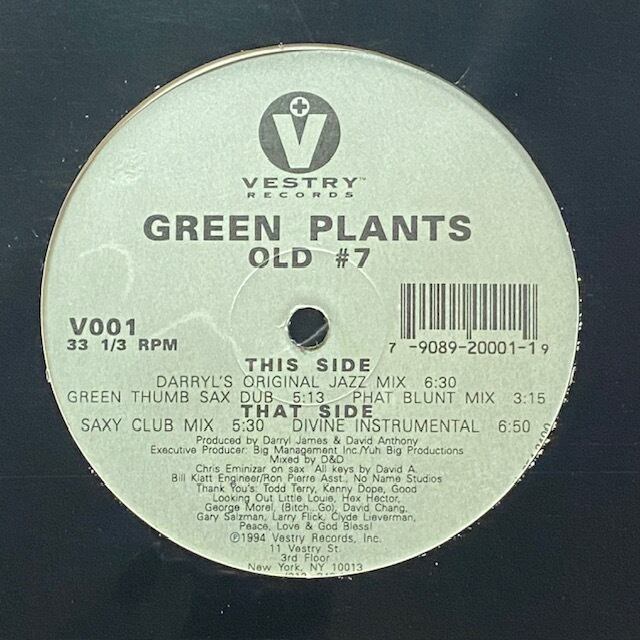 VESTRY™
RECORDS
GREEN PLANTS
OLD #7
V001
33 1/3 RPM
7 -9089-20001-1 9
THIS SIDE
DARRYL'S ORIGINAL JAZZ MIX 6:30
GREEN THUMB SAX DUB 5:13 PHAT BLUNT MIX 3:15
THAT SIDE
SAXY CLUB MIX 5:30 DIVINE INSTRUMENTAL 6:50
Produced by Darryl James & David Anthony
Executive Producer: Big Management Inc./Yuh Big Productions
Mixed by D&D
Chris Eminizar on sax All keys by David A.
Bill Klatt Engineer/Ron Pierre Asst., No Name Studios
Thank You's: Todd Terry, Kenny Dope, Good
Looking Out Little Louie, Hex Hector,
George Morel, (Bitch...Go), David Chang,
Gary Salzman, Larry Flick, Clyde Lieverman,
Peace, Love & God Bless!
℗1994 Vestry Records, Inc.
11 Vestry St.
3rd Floor
New York, NY 10013